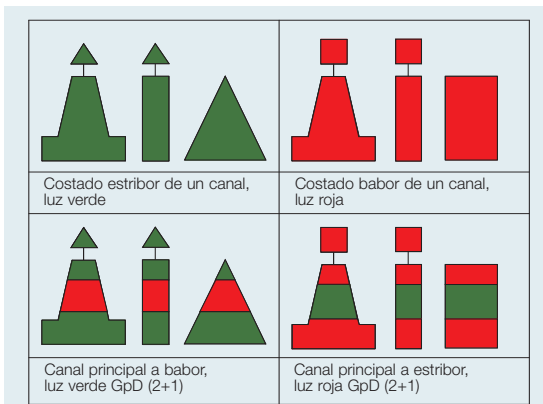 Costado estribor de un canal,
luz verde
Costado babor de un canal,
luz roja
Canal principal a babor,
luz verde GpD (2+1)
Canal principal a estribor,
luz roja GpD (2+1)